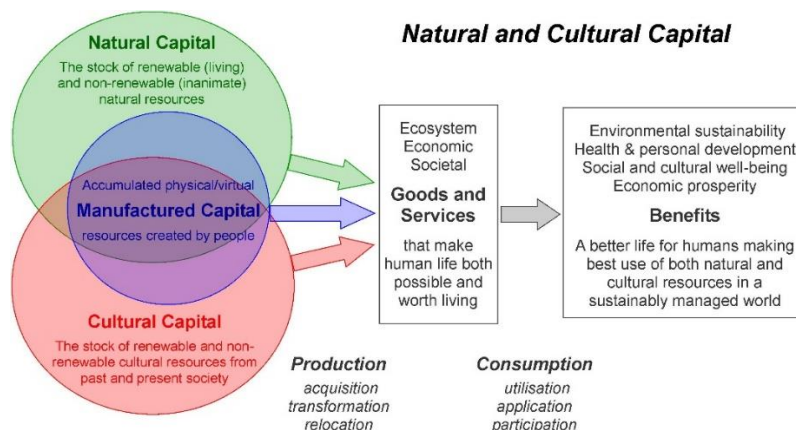 Natural and Cultural Capital
Natural Capital
The stock of renewable (living)
and non-renewable (inanimate)
natural resources
Accumulated physical/virtual
Manufactured Capital
resources created by people
Cultural Capital
The stock of renewable and non-
renewable cultural resources from
past and present society
Ecosystem
Economic
Societal
Goods and
Services
that make
human life both
possible and
worth living
Environmental sustainability
Health & personal development
Social and cultural well-being
Economic prosperity
Benefits
A better life for humans making
best use of both natural and
cultural resources in a
sustainably managed world
Production
acquisition
transformation
relocation
Consumption
utilisation
application
participation